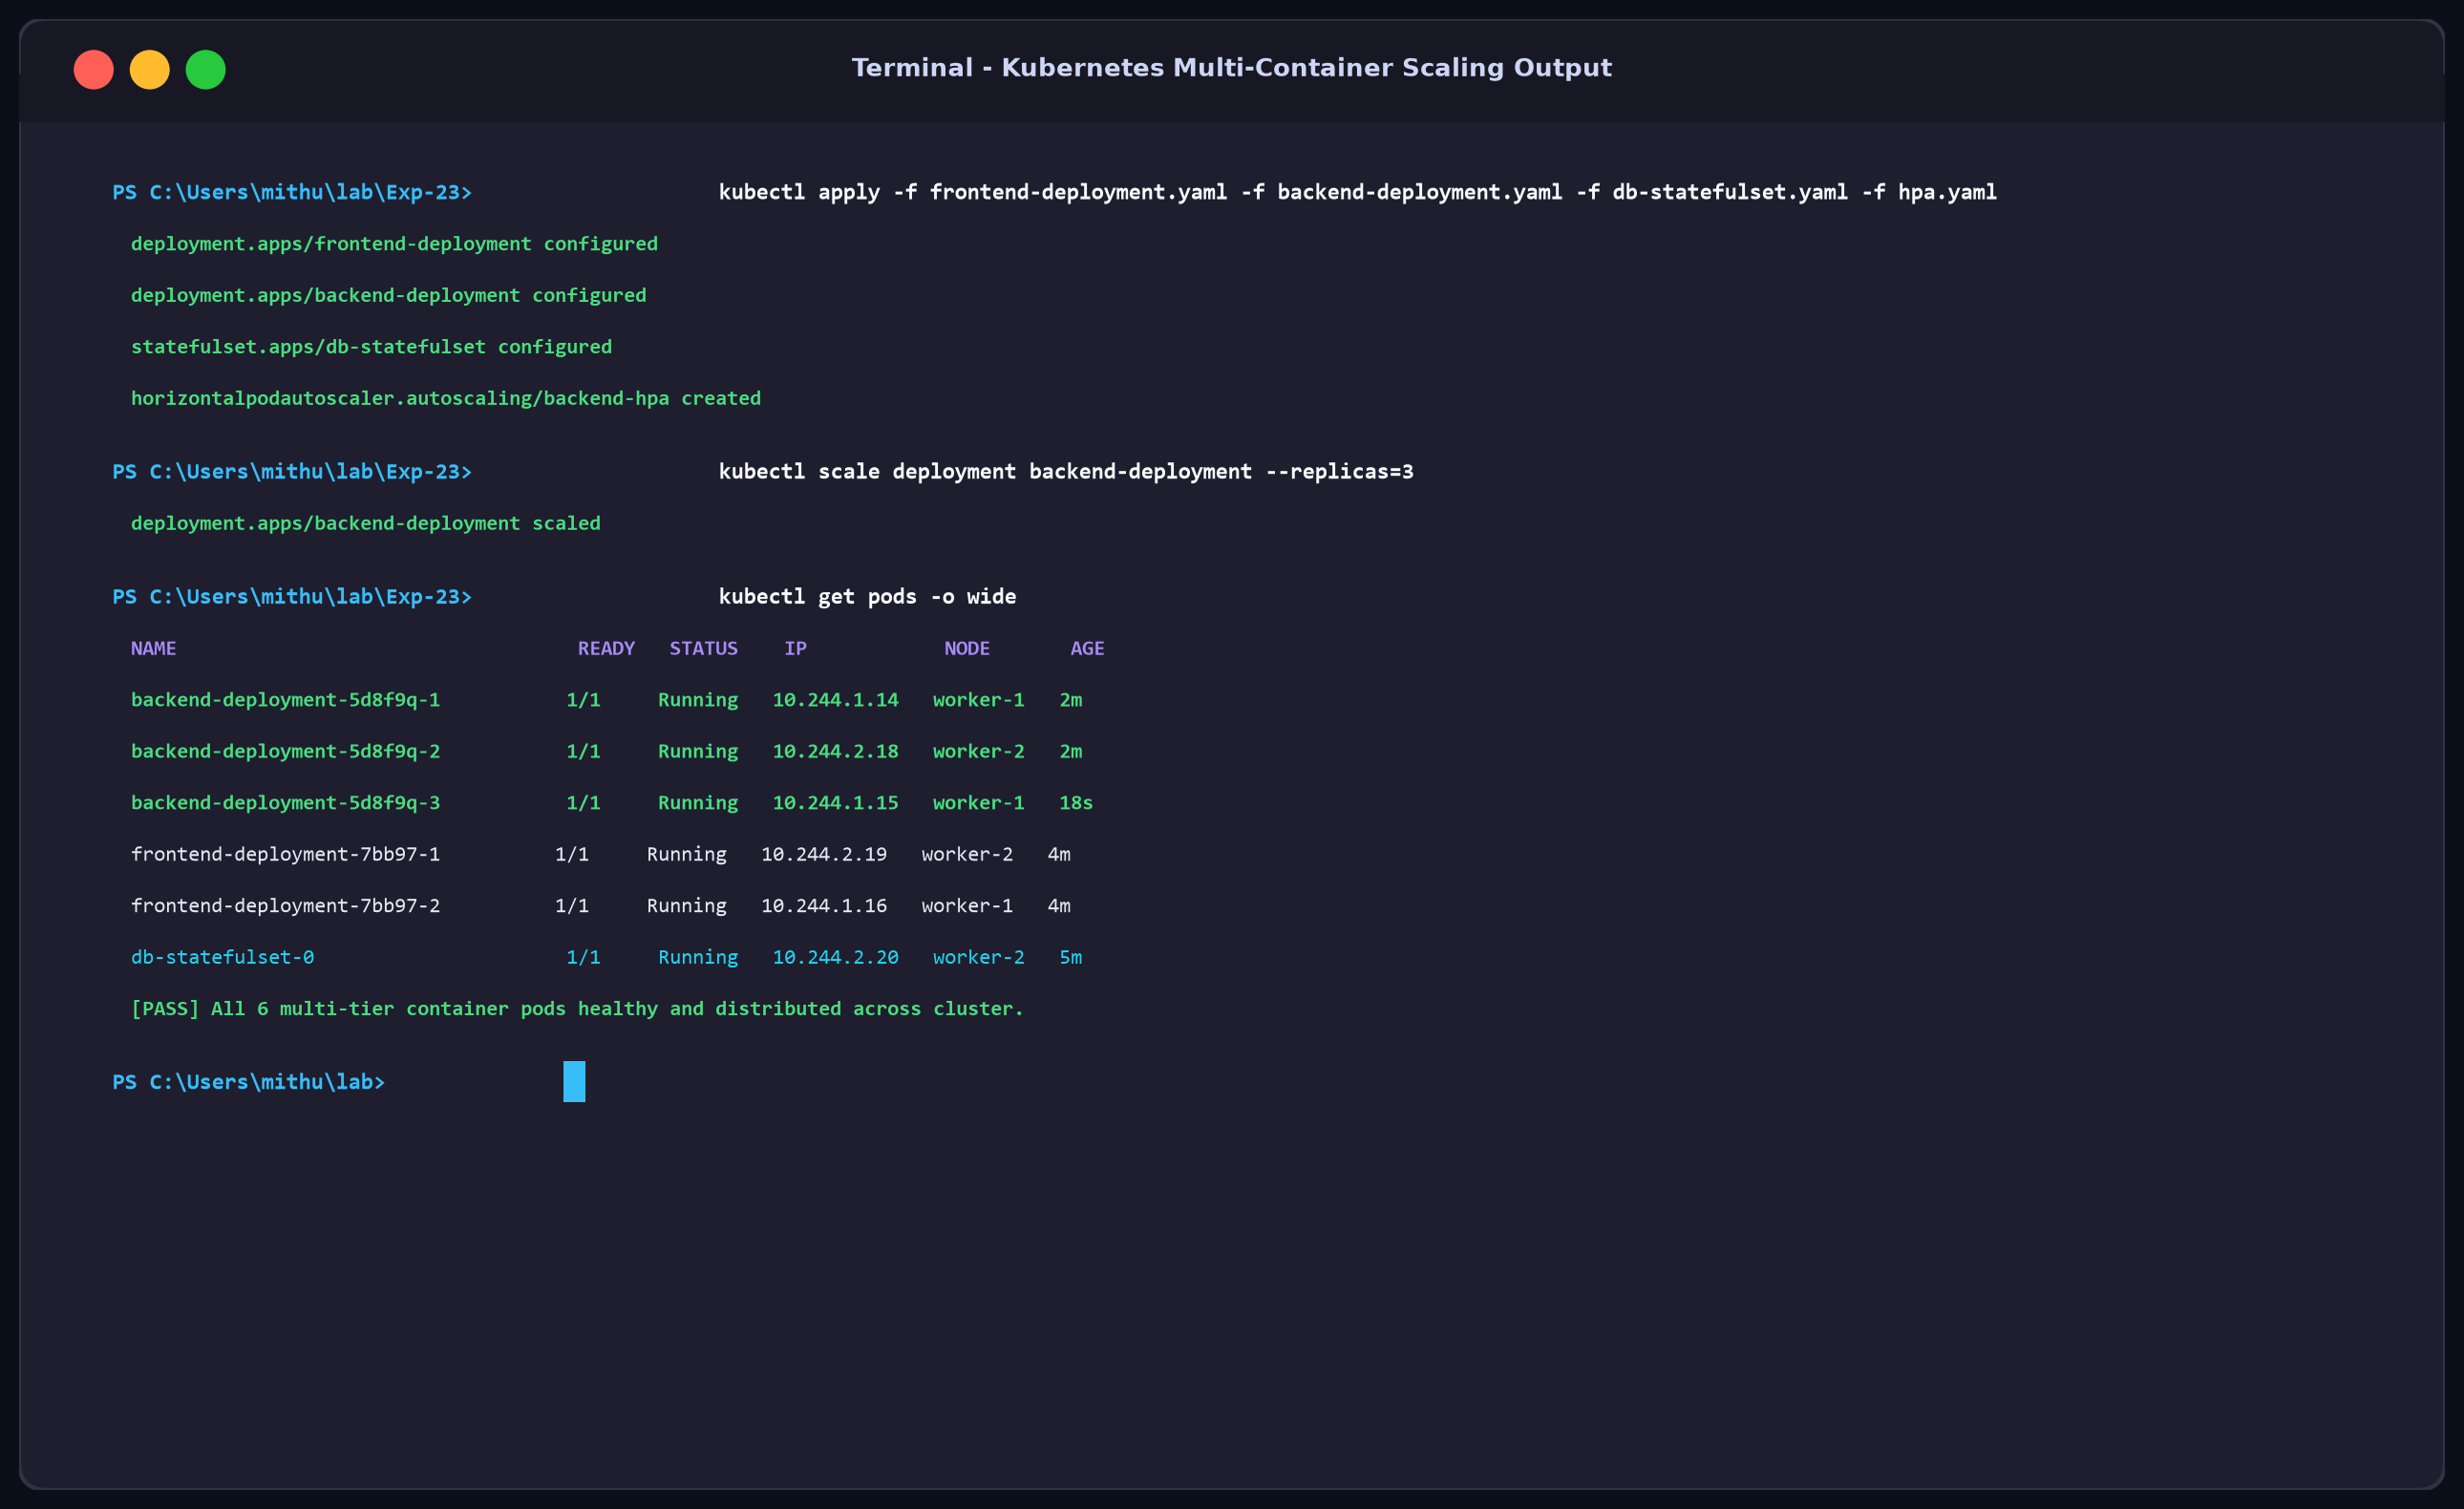 Terminal - Kubernetes Multi-Container Scaling Output
PS C:\Users\mithu\lab\Exp-23> kubectl apply -f frontend-deployment.yaml -f backend-deployment.yaml -f db-statefulset.yaml -f hpa.yaml
deployment.apps/frontend-deployment configured
deployment.apps/backend-deployment configured
statefulset.apps/db-statefulset configured
horizontalpodautoscaler.autoscaling/backend-hpa created
PS C:\Users\mithu\lab\Exp-23> kubectl scale deployment backend-deployment --replicas=3
deployment.apps/backend-deployment scaled
PS C:\Users\mithu\lab\Exp-23> kubectl get pods -o wide
NAME READY STATUS IP NODE AGE
backend-deployment-5d8f9q-1 1/1 Running 10.244.1.14 worker-1 2m
backend-deployment-5d8f9q-2 1/1 Running 10.244.2.18 worker-2 2m
backend-deployment-5d8f9q-3 1/1 Running 10.244.1.15 worker-1 18s
frontend-deployment-7bb97-1 1/1 Running 10.244.2.19 worker-2 4m
frontend-deployment-7bb97-2 1/1 Running 10.244.1.16 worker-1 4m
db-statefulset-0 1/1 Running 10.244.2.20 worker-2 5m
[PASS] All 6 multi-tier container pods healthy and distributed across cluster.
PS C:\Users\mithu\lab>